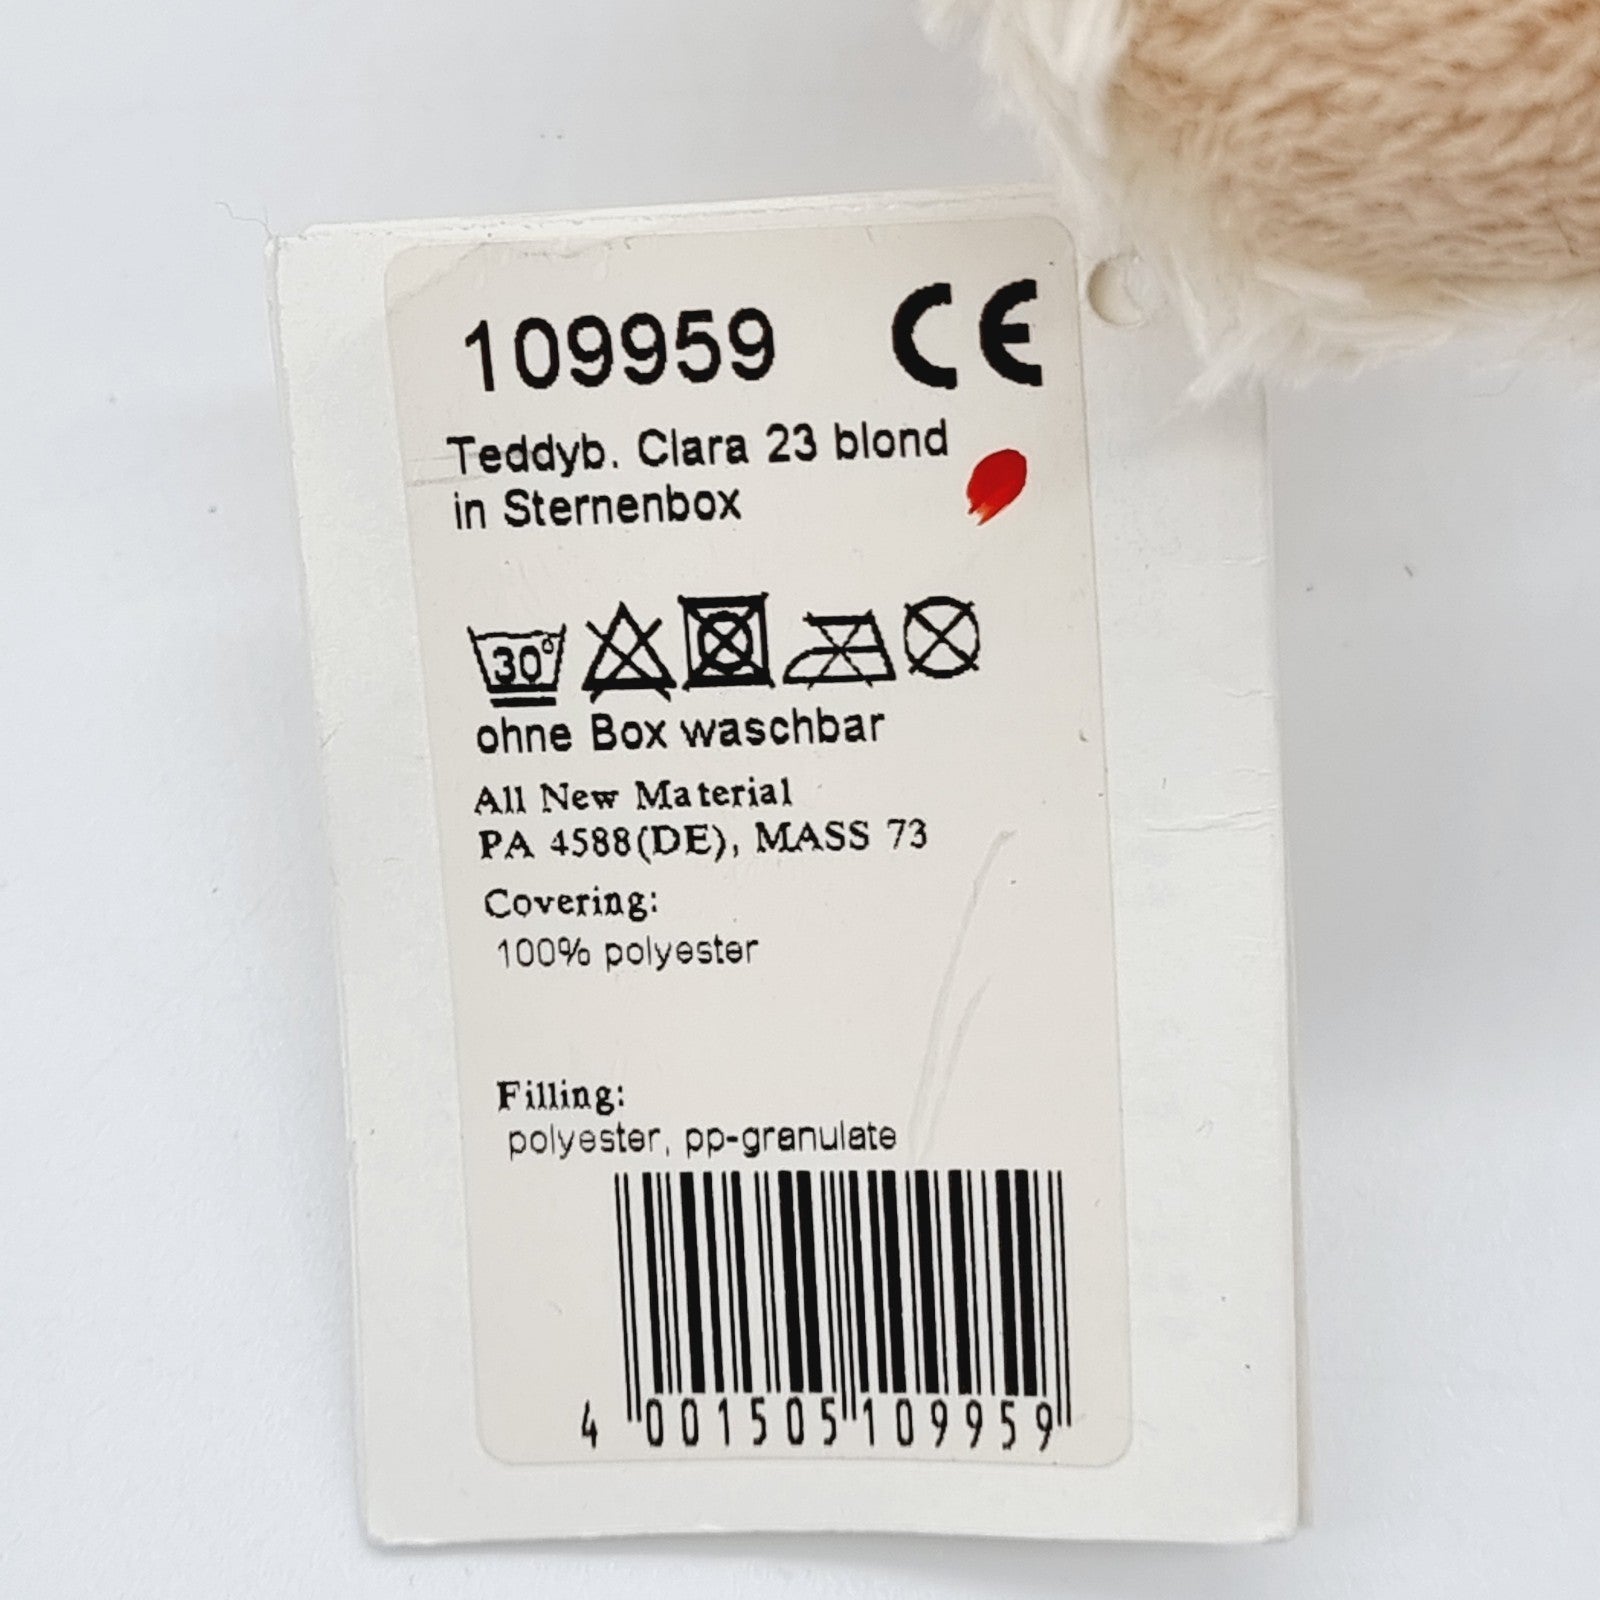 109959 CE
Teddyb. Clara 23 blond
in Sternenbox
30°
ohne Box waschbar
All New Material
PA 4588(DE), MASS 73
Covering:
100% polyester
Filling:
polyester, pp-granulate
4 001505 109959